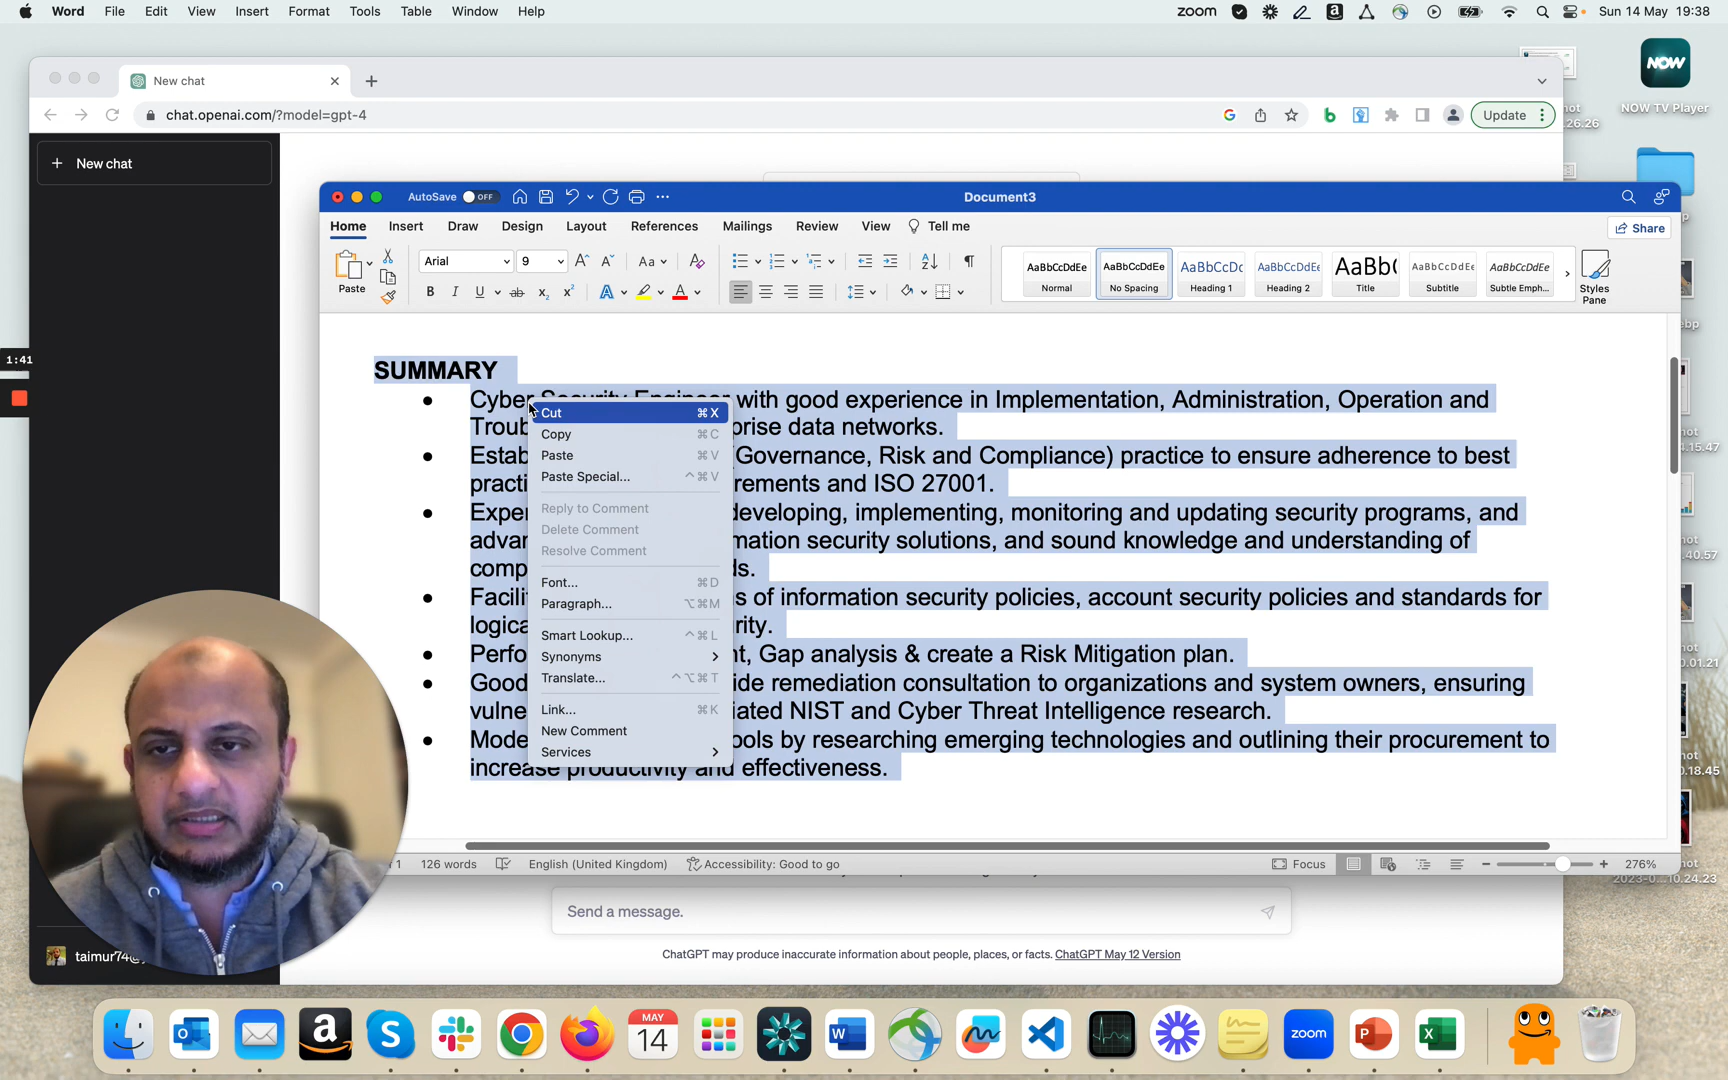 Word File Edit View Insert Format Tools Table Window Help
zoom Sun 14 May 19:38
New chat
chat.openai.com/?model=gpt-4
Update
New chat
NOW
NOW TV Player
AutoSave OFF
Document3
Home Insert Draw Design Layout References Mailings Review View Tell me
Share
Paste
Arial 9
Aa
AaBbCcDdEe AaBbCcDdEe AaBbCcDc AaBbCcDdEe AaBb( AaBbCcDdEe AaBbCcDdEe
Normal No Spacing Heading 1 Heading 2 Title Subtitle Subtle Emph...
Styles Pane
1:41
SUMMARY
Cyber Security Engineer with good experience in Implementation, Administration, Operation and
Troub prise data networks.
Estab Governance, Risk and Compliance) practice to ensure adherence to best
practi rements and ISO 27001.
Exper developing, implementing, monitoring and updating security programs, and
advan mation security solutions, and sound knowledge and understanding of
comp ds.
Facili s of information security policies, account security policies and standards for
logica rity.
Perfo nt, Gap analysis & create a Risk Mitigation plan.
Good ide remediation consultation to organizations and system owners, ensuring
vulne iated NIST and Cyber Threat Intelligence research.
Mode ools by researching emerging technologies and outlining their procurement to
increase productivity and effectiveness.
Cut ⌘X
Copy ⌘C
Paste ⌘V
Paste Special... ^⌘V
Reply to Comment
Delete Comment
Resolve Comment
Font... ⌘D
Paragraph... ⌥⌘M
Smart Lookup... ^⌘L
Synonyms
Translate... ^⌥⌘T
Link... ⌘K
New Comment
Services
1 126 words English (United Kingdom) Accessibility: Good to go
Focus 276%
Send a message.
ChatGPT may produce inaccurate information about people, places, or facts. ChatGPT May 12 Version
taimur74@
MAY
14
zoom